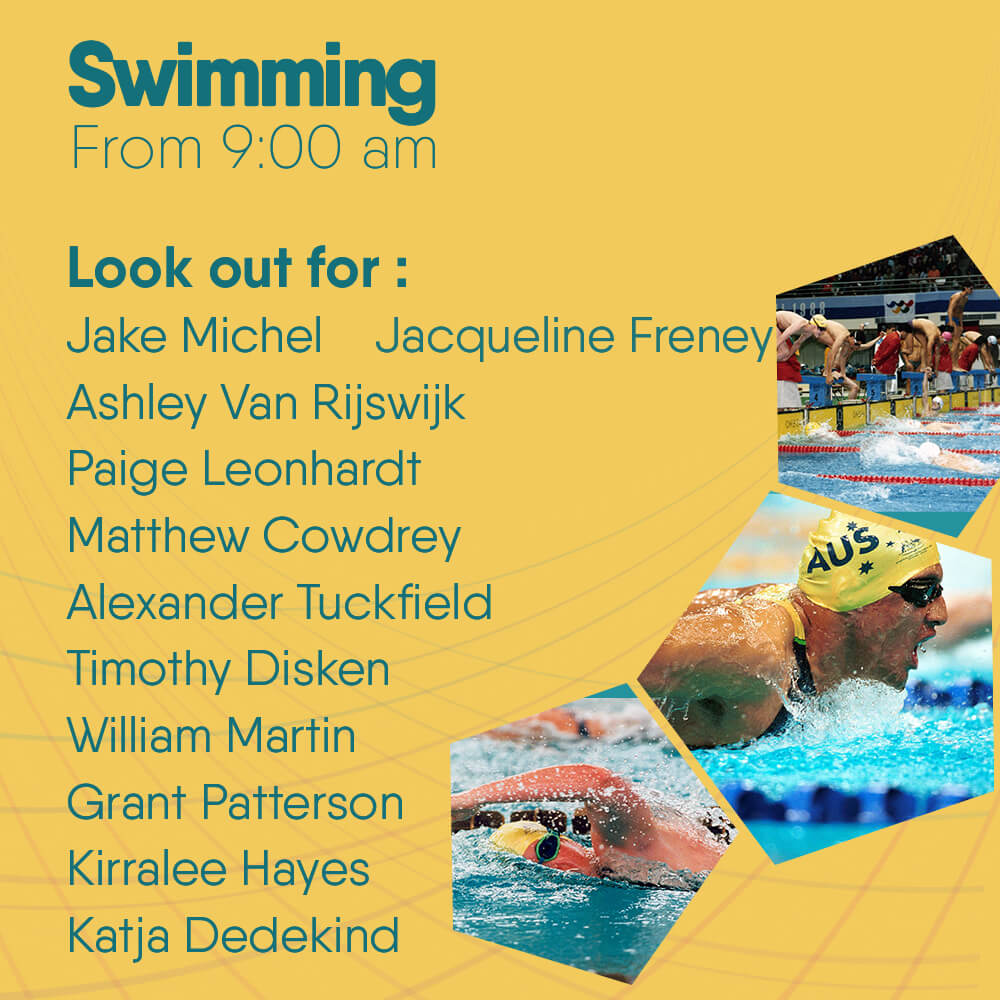 Swimming
From 9:00 am
Look out for :
Jake Michel Jacqueline Freney
Ashley Van Rijswijk
Paige Leonhardt
Matthew Cowdrey
Alexander Tuckfield
Timothy Disken
William Martin
Grant Patterson
Kirralee Hayes
Katja Dedekind
AUS